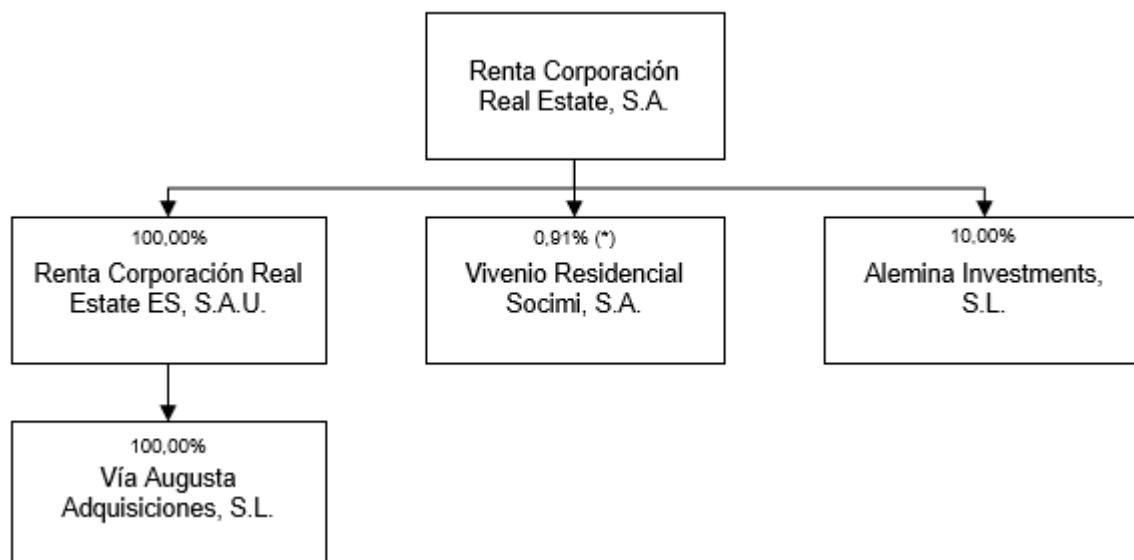 Renta Corporación
Real Estate, S.A.
100,00%
Renta Corporación Real
Estate ES, S.A.U.
0,91% (*)
Vivenio Residencial
Socimi, S.A.
10,00%
Alemina Investments,
S.L.
100,00%
Vía Augusta
Adquisiciones, S.L.